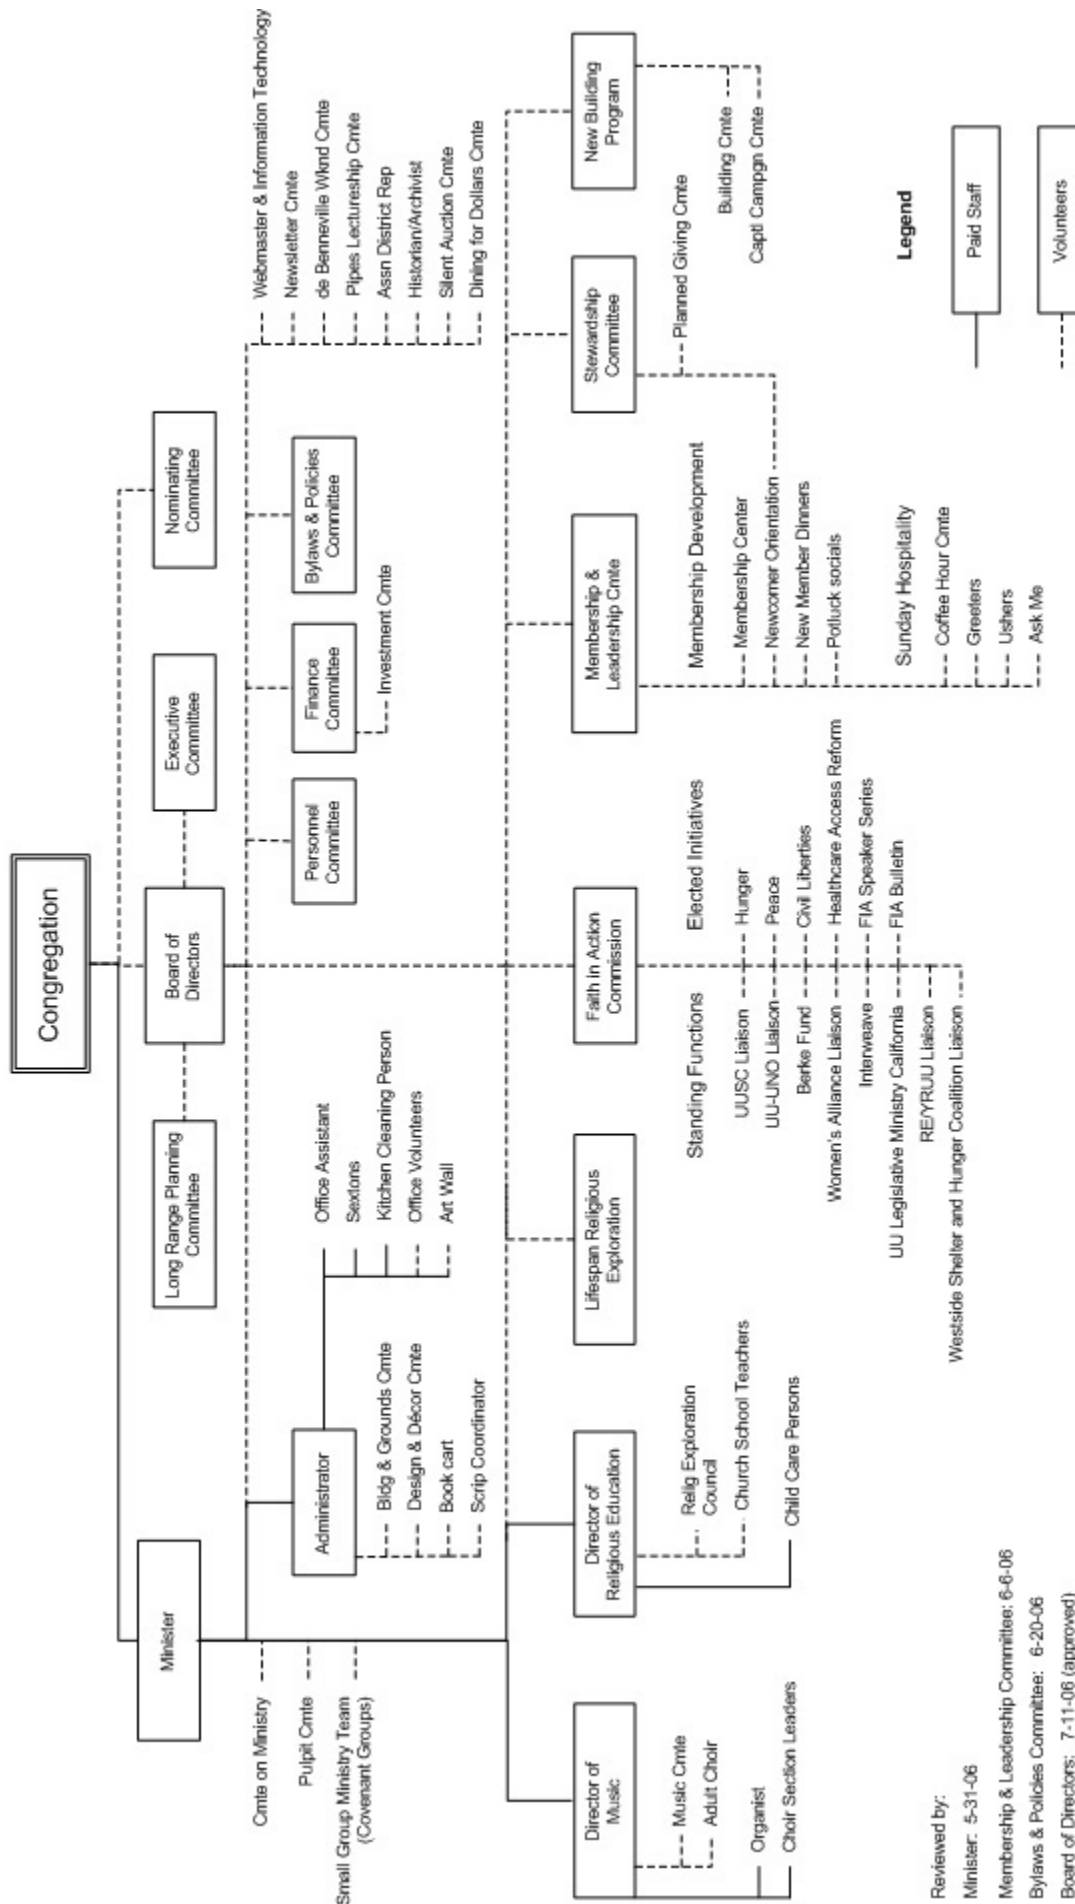 Congregation
Minister
Long Range Planning
Committee
Board of
Directors
Executive
Committee
Nominating
Committee
Cmte on Ministry
Pulpit Cmte
Small Group Ministry Team
(Covenant Groups)
Administrator
Bldg & Grounds Cmte
Design & Décor Cmte
Book cart
Scrip Coordinator
Office Assistant
Sextons
Kitchen Cleaning Person
Office Volunteers
Art Wall
Personnel
Committee
Finance
Committee
Investment Cmte
Bylaws & Policies
Committee
Webmaster & Information Technology
Newsletter Cmte
de Benneville Wknd Cmte
Pipes Lectureship Cmte
Assn District Rep
Historian/Archivist
Silent Auction Cmte
Dining for Dollars Cmte
Director of
Music
Music Cmte
Adult Choir
Organist
Choir Section Leaders
Director of
Religious Education
Relig Exploration
Council
Church School Teachers
Child Care Persons
Lifespan Religious
Exploration
Faith in Action
Commission
Standing Functions
UUSC Liaison
UU-UNO Liaison
Berke Fund
Women's Alliance Liaison
Interweave
UU Legislative Ministry California
RE/YRUU Liaison
Westside Shelter and Hunger Coalition Liaison
Elected Initiatives
Hunger
Peace
Civil Liberties
Healthcare Access Reform
FIA Speaker Series
FIA Bulletin
Membership &
Leadership Cmte
Membership Development
Membership Center
Newcomer Orientation
New Member Dinners
Potluck socials
Sunday Hospitality
Coffee Hour Cmte
Greeters
Ushers
Ask Me
Stewardship
Committee
Planned Giving Cmte
New Building
Program
Building Cmte
Captl Campgn Cmte
Legend
Paid Staff
Volunteers
Reviewed by:
Minister: 5-31-06
Membership & Leadership Committee: 6-6-06
Bylaws & Policies Committee: 6-20-06
Board of Directors: 7-11-06 (approved)